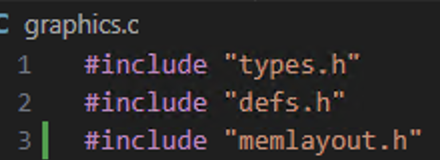 C graphics.c
1 #include "types.h"
2 #include "defs.h"
3 #include "memlayout.h"